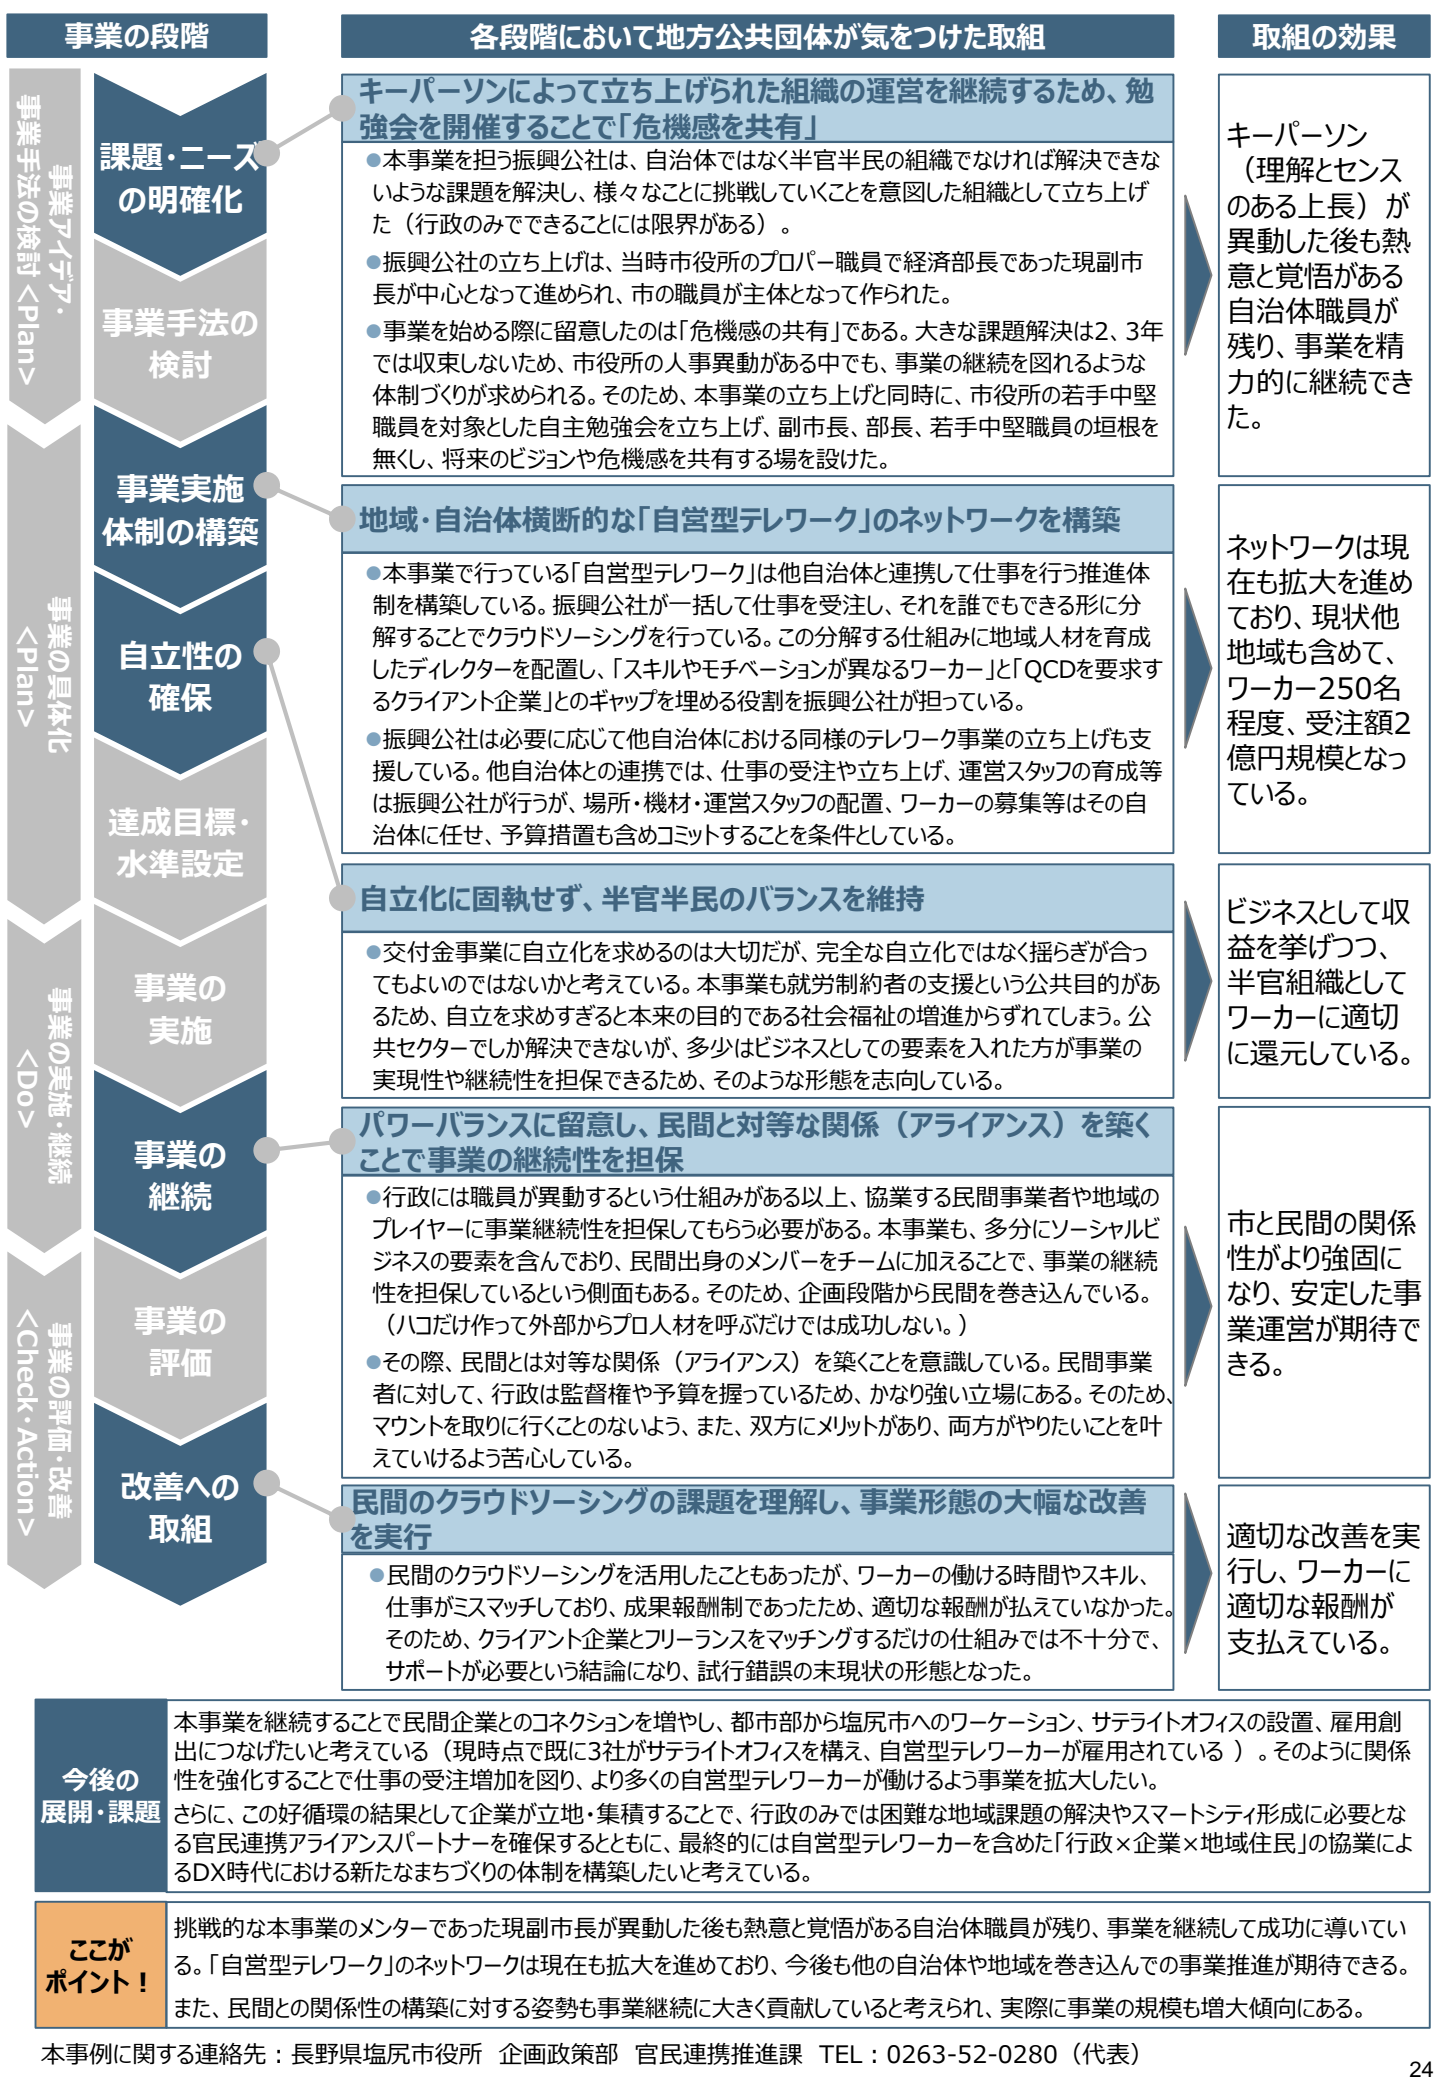 事業の段階
各段階において地方公共団体が気をつけた取組
取組の効果
事業アイデア・
事業手法の検討<Plan>
事業の具体化
<Plan>
事業の実施・継続
<Do>
事業の評価・改善
<Check・Action>
課題・ニーズ
の明確化
事業手法の
検討
事業実施
体制の構築
自立性の
確保
達成目標・
水準設定
事業の
実施
事業の
継続
事業の
評価
改善への
取組
キーパーソンによって立ち上げられた組織の運営を継続するため、勉
強会を開催することで「危機感を共有」
●本事業を担う振興公社は、自治体ではなく半官半民の組織でなければ解決できな
いような課題を解決し、様々なことに挑戦していくことを意図した組織として立ち上げ
た（行政のみでできることには限界がある）。
●振興公社の立ち上げは、当時市役所のプロパー職員で経済部長であった現副市
長が中心となって進められ、市の職員が主体となって作られた。
●事業を始める際に留意したのは「危機感の共有」である。大きな課題解決は2、3年
では収束しないため、市役所の人事異動がある中でも、事業の継続を図れるような
体制づくりが求められる。そのため、本事業の立ち上げと同時に、市役所の若手中堅
職員を対象とした自主勉強会を立ち上げ、副市長、部長、若手中堅職員の垣根を
無くし、将来のビジョンや危機感を共有する場を設けた。
キーパーソン
（理解とセンス
のある上長）が
異動した後も熱
意と覚悟がある
自治体職員が
残り、事業を精
力的に継続でき
た。
地域・自治体横断的な「自営型テレワーク」のネットワークを構築
●本事業で行っている「自営型テレワーク」は他自治体と連携して仕事を行う推進体
制を構築している。振興公社が一括して仕事を受注し、それを誰でもできる形に分
解することでクラウドソーシングを行っている。この分解する仕組みに地域人材を育成
したディレクターを配置し、「スキルやモチベーションが異なるワーカー」と「QCDを要求す
るクライアント企業」とのギャップを埋める役割を振興公社が担っている。
●振興公社は必要に応じて他自治体における同様のテレワーク事業の立ち上げも支
援している。他自治体との連携では、仕事の受注や立ち上げ、運営スタッフの育成等
は振興公社が行うが、場所・機材・運営スタッフの配置、ワーカーの募集等はその自
治体に任せ、予算措置も含めコミットすることを条件としている。
ネットワークは現
在も拡大を進め
ており、現状他
地域も含めて、
ワーカー250名
程度、受注額2
億円規模となっ
ている。
自立化に固執せず、半官半民のバランスを維持
●交付金事業に自立化を求めるのは大切だが、完全な自立化ではなく揺らぎが合っ
てもよいのではないかと考えている。本事業も就労制約者の支援という公共目的があ
るため、自立を求めすぎると本来の目的である社会福祉の増進からずれてしまう。公
共セクターでしか解決できないが、多少はビジネスとしての要素を入れた方が事業の
実現性や継続性を担保できるため、そのような形態を志向している。
ビジネスとして収
益を挙げつつ、
半官組織として
ワーカーに適切
に還元している。
パワーバランスに留意し、民間と対等な関係（アライアンス）を築く
ことで事業の継続性を担保
●行政には職員が異動するという仕組みがある以上、協業する民間事業者や地域の
プレイヤーに事業継続性を担保してもらう必要がある。本事業も、多分にソーシャルビ
ジネスの要素を含んでおり、民間出身のメンバーをチームに加えることで、事業の継続
性を担保しているという側面もある。そのため、企画段階から民間を巻き込んでいる。
（ハコだけ作って外部からプロ人材を呼ぶだけでは成功しない。）
●その際、民間とは対等な関係（アライアンス）を築くことを意識している。民間事業
者に対して、行政は監督権や予算を握っているため、かなり強い立場にある。そのため、
マウントを取りに行くことのないよう、また、双方にメリットがあり、両方がやりたいことを叶
えていけるよう苦心している。
市と民間の関係
性がより強固に
なり、安定した事
業運営が期待で
きる。
民間のクラウドソーシングの課題を理解し、事業形態の大幅な改善
を実行
●民間のクラウドソーシングを活用したこともあったが、ワーカーの働ける時間やスキル、
仕事がミスマッチしており、成果報酬制であったため、適切な報酬が払えていなかった。
そのため、クライアント企業とフリーランスをマッチングするだけの仕組みでは不十分で、
サポートが必要という結論になり、試行錯誤の末現状の形態となった。
適切な改善を実
行し、ワーカーに
適切な報酬が
支払えている。
今後の
展開・課題
本事業を継続することで民間企業とのコネクションを増やし、都市部から塩尻市へのワーケーション、サテライトオフィスの設置、雇用創
出につなげたいと考えている（現時点で既に3社がサテライトオフィスを構え、自営型テレワーカーが雇用されている ）。そのように関係
性を強化することで仕事の受注増加を図り、より多くの自営型テレワーカーが働けるよう事業を拡大したい。
さらに、この好循環の結果として企業が立地・集積することで、行政のみでは困難な地域課題の解決やスマートシティ形成に必要とな
る官民連携アライアンスパートナーを確保するとともに、最終的には自営型テレワーカーを含めた「行政×企業×地域住民」の協業によ
るDX時代における新たなまちづくりの体制を構築したいと考えている。
ここが
ポイント！
挑戦的な本事業のメンターであった現副市長が異動した後も熱意と覚悟がある自治体職員が残り、事業を継続して成功に導いてい
る。「自営型テレワーク」のネットワークは現在も拡大を進めており、今後も他の自治体や地域を巻き込んでの事業推進が期待できる。
また、民間との関係性の構築に対する姿勢も事業継続に大きく貢献していると考えられ、実際に事業の規模も増大傾向にある。
本事例に関する連絡先：長野県塩尻市役所 企画政策部 官民連携推進課 TEL：0263-52-0280（代表）
24